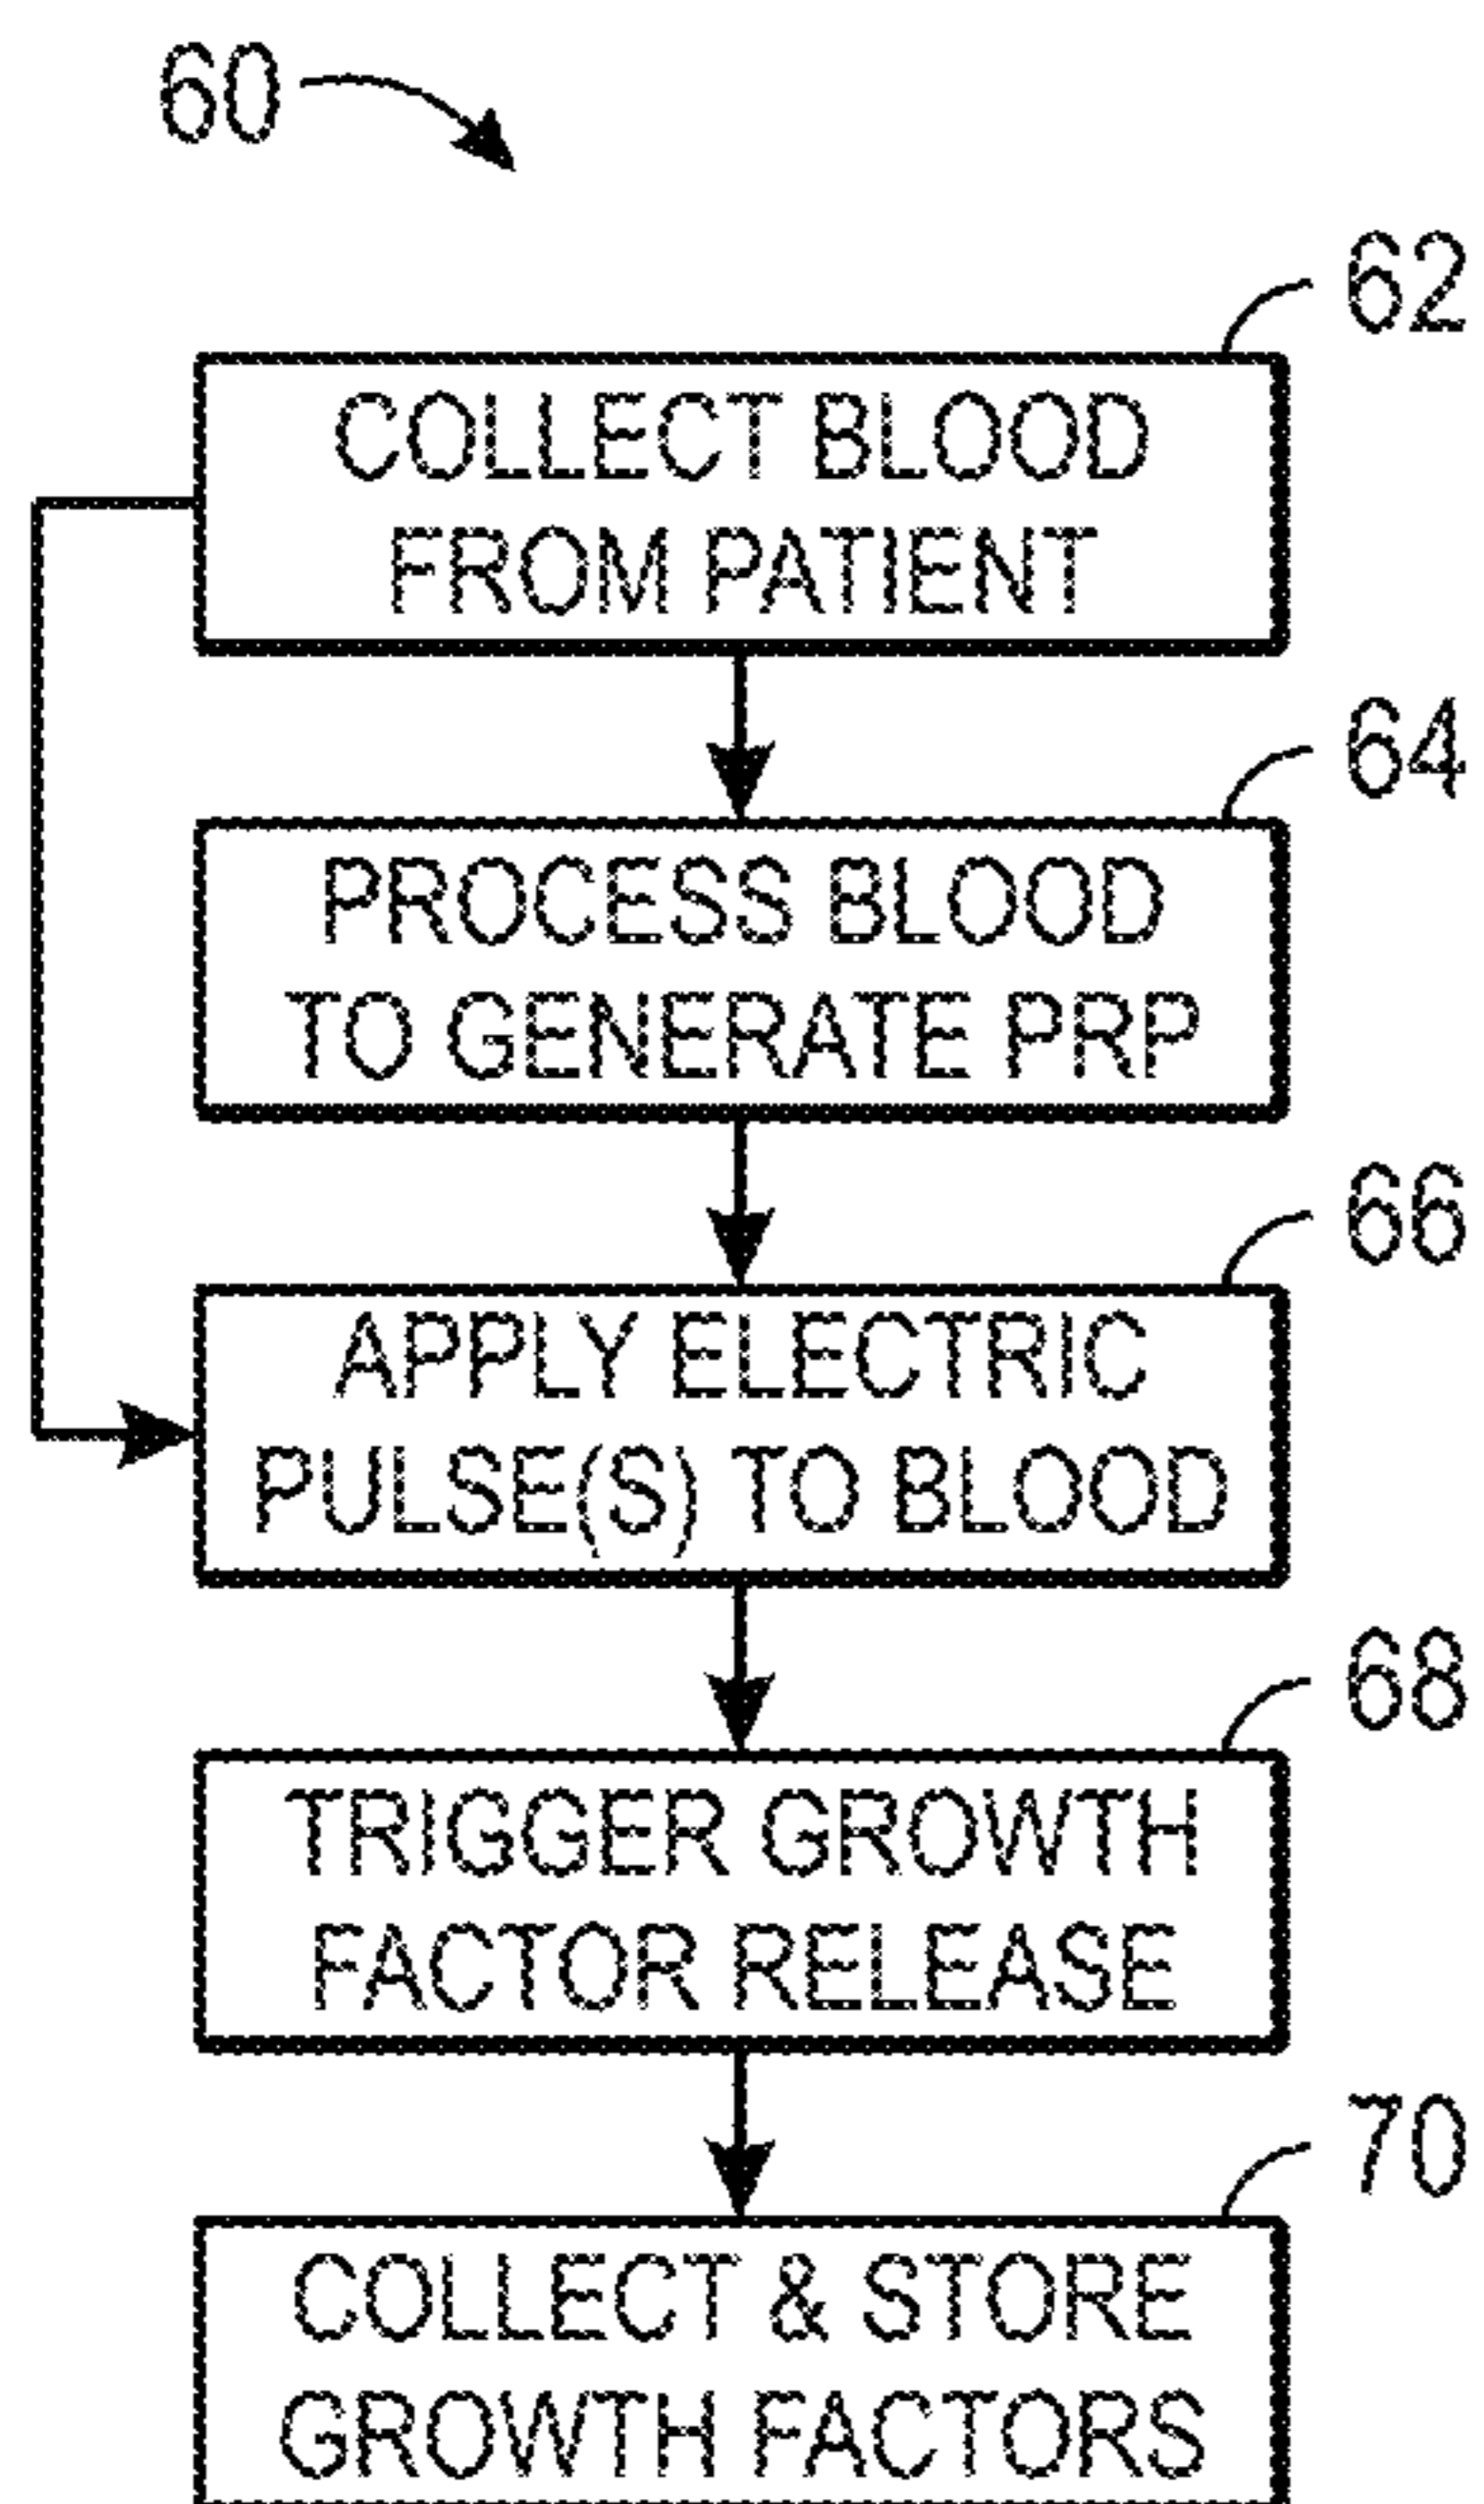 60
62
COLLECT BLOOD
FROM PATIENT
64
PROCESS BLOOD
TO GENERATE PRP
66
APPLY ELECTRIC
PULSE(S) TO BLOOD
68
TRIGGER GROWTH
FACTOR RELEASE
70
COLLECT & STORE
GROWTH FACTORS